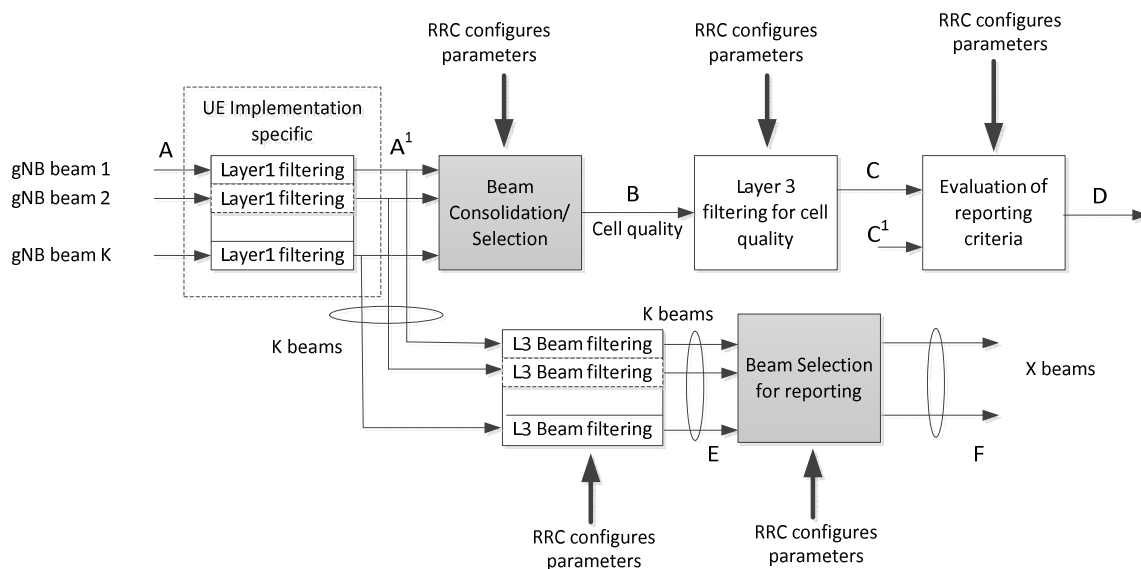 RRC configures
parameters
RRC configures
parameters
RRC configures
parameters
UE Implementation
specific
A
A¹
gNB beam 1
Layer1 filtering
gNB beam 2
Layer1 filtering
gNB beam K
Layer1 filtering
Beam
Consolidation/
Selection
B
Cell quality
Layer 3
filtering for cell
quality
C
C¹
Evaluation of
reporting
criteria
D
K beams
L3 Beam filtering
L3 Beam filtering
L3 Beam filtering
K beams
E
Beam Selection
for reporting
X beams
F
RRC configures
parameters
RRC configures
parameters